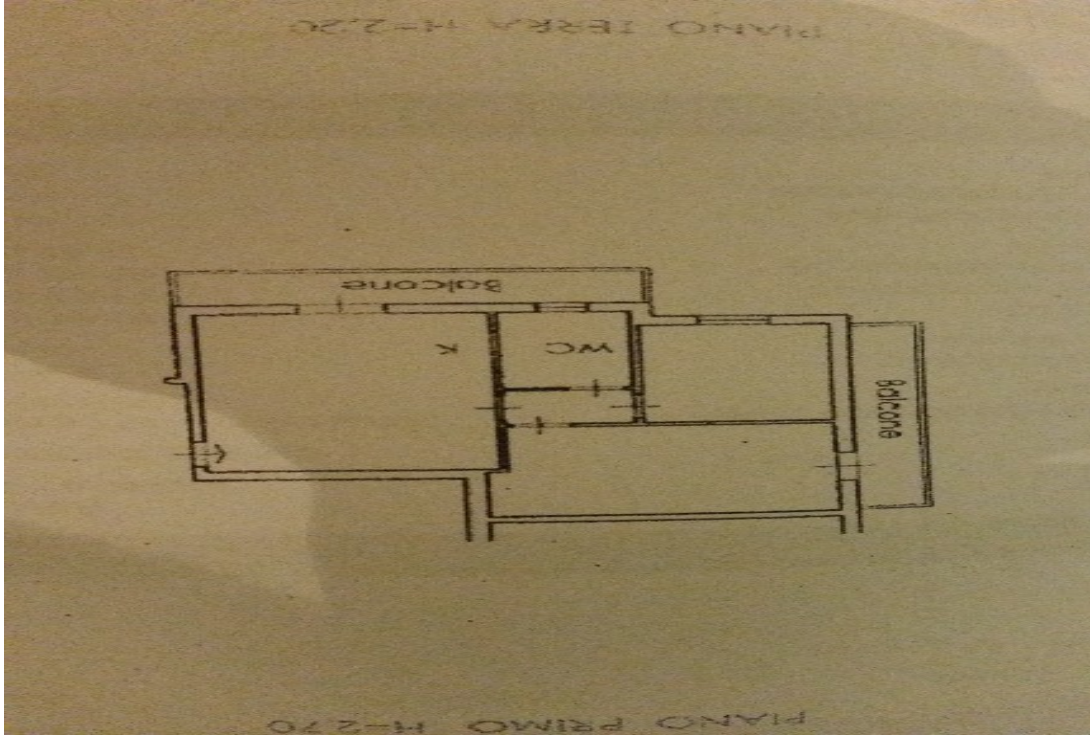 PIANO TERRA H=2,20
Balcone
K
WC
Balcone
PIANO PRIMO H=2,70